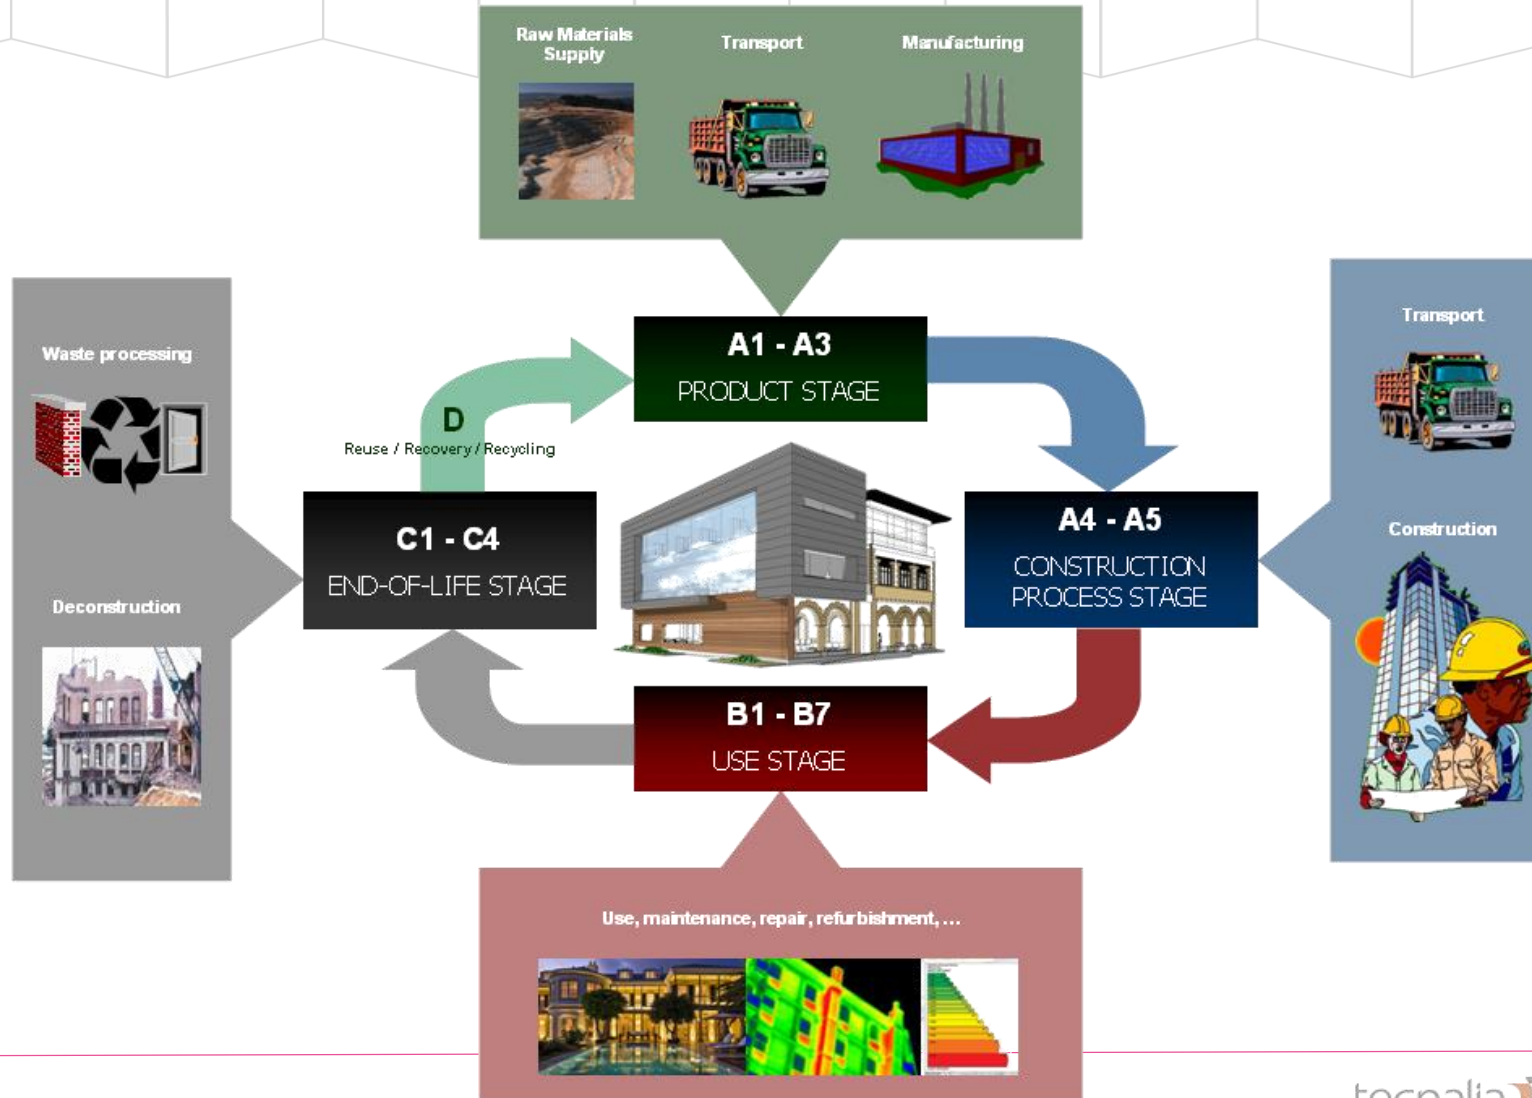 Raw Materials
Supply
Transport
Manufacturing
A1 - A3
PRODUCT STAGE
Transport
Construction
A4 - A5
CONSTRUCTION
PROCESS STAGE
B1 - B7
USE STAGE
Use, maintenance, repair, refurbishment, ...
C1 - C4
END-OF-LIFE STAGE
Waste processing
Deconstruction
D
Reuse / Recovery / Recycling
tecnalia